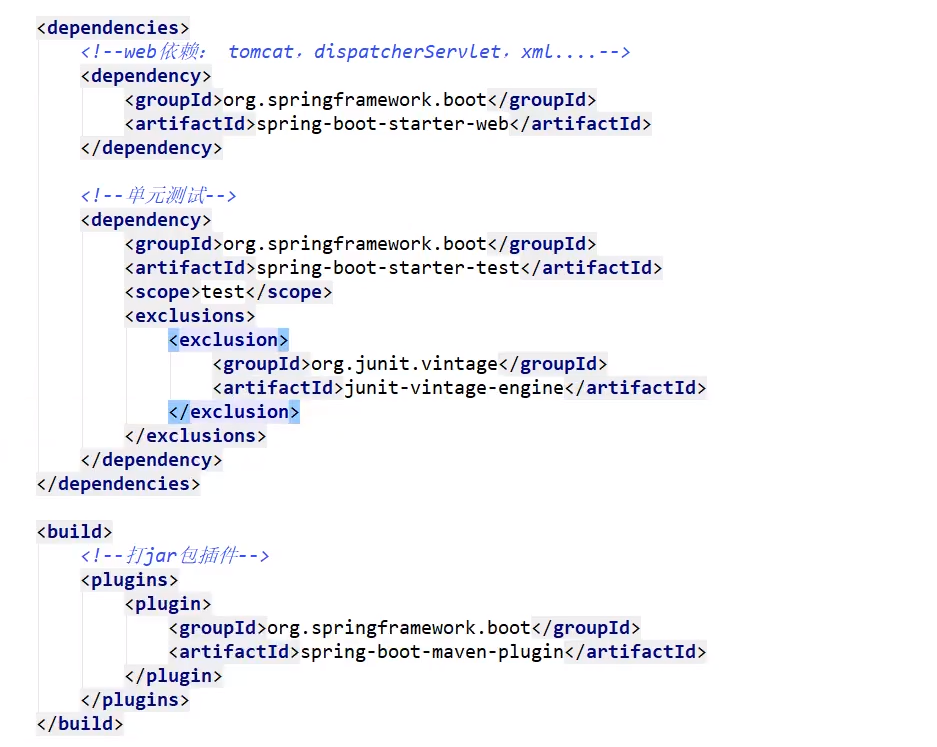 <dependencies>
    <!--web依赖： tomcat，dispatcherServlet，xml....-->
    <dependency>
        <groupId>org.springframework.boot</groupId>
        <artifactId>spring-boot-starter-web</artifactId>
    </dependency>

    <!--单元测试-->
    <dependency>
        <groupId>org.springframework.boot</groupId>
        <artifactId>spring-boot-starter-test</artifactId>
        <scope>test</scope>
        <exclusions>
            <exclusion>
                <groupId>org.junit.vintage</groupId>
                <artifactId>junit-vintage-engine</artifactId>
            </exclusion>
        </exclusions>
    </dependency>
</dependencies>

<build>
    <!--打jar包插件-->
    <plugins>
        <plugin>
            <groupId>org.springframework.boot</groupId>
            <artifactId>spring-boot-maven-plugin</artifactId>
        </plugin>
    </plugins>
</build>